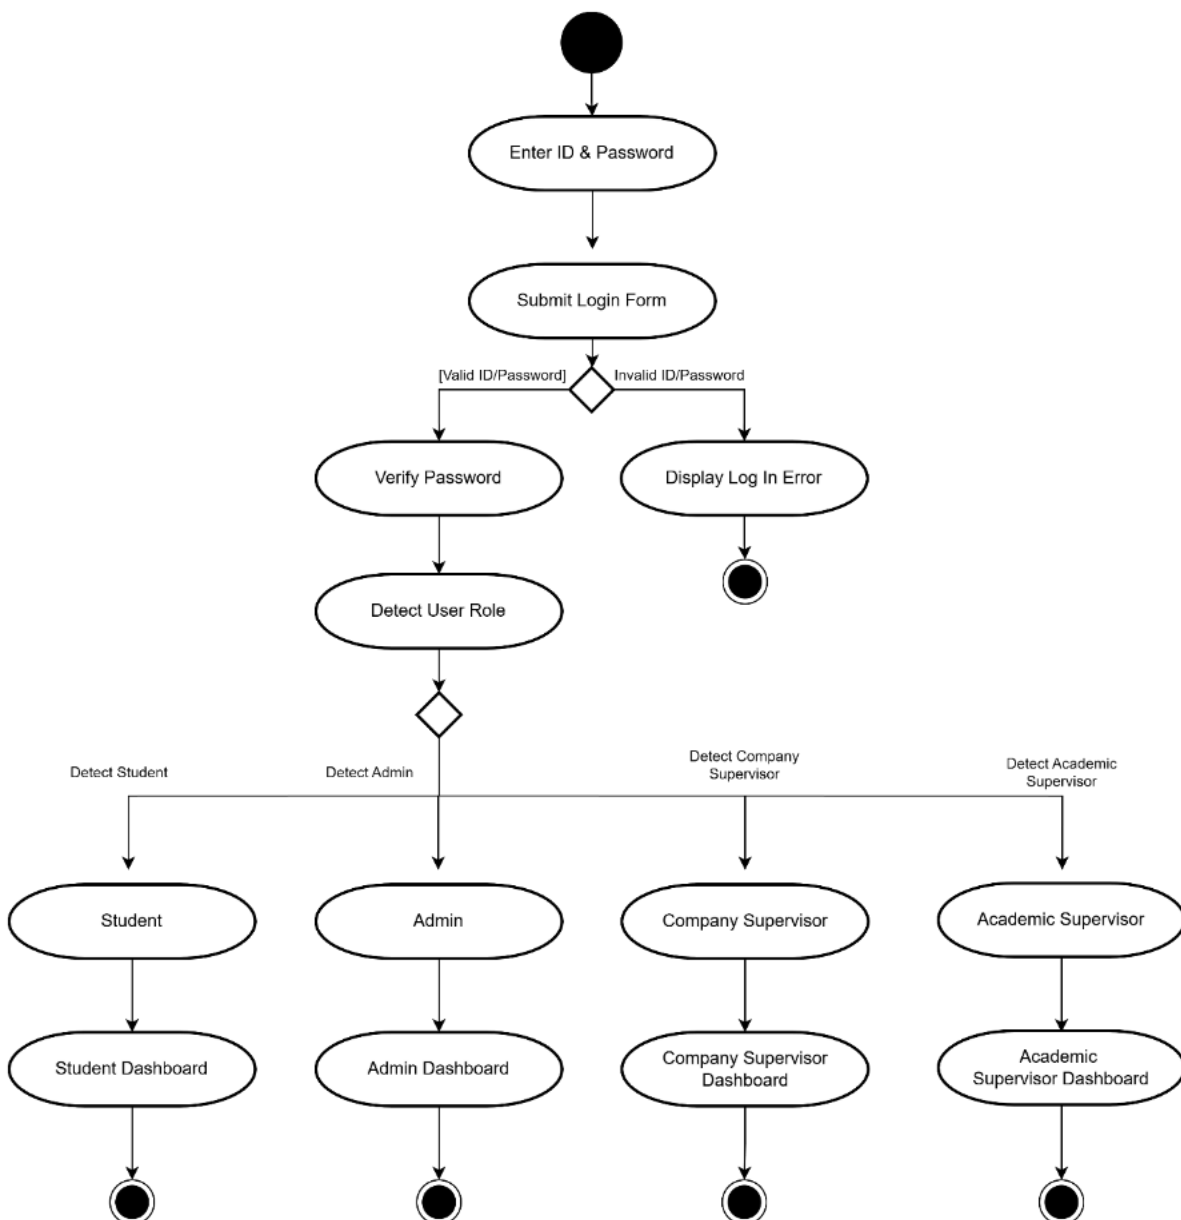 Enter ID & Password
Submit Login Form
[Valid ID/Password]
Invalid ID/Password
Verify Password
Display Log In Error
Detect User Role
Detect Student
Detect Admin
Detect Company
Supervisor
Detect Academic
Supervisor
Student
Admin
Company Supervisor
Academic Supervisor
Student Dashboard
Admin Dashboard
Company Supervisor
Dashboard
Academic
Supervisor Dashboard